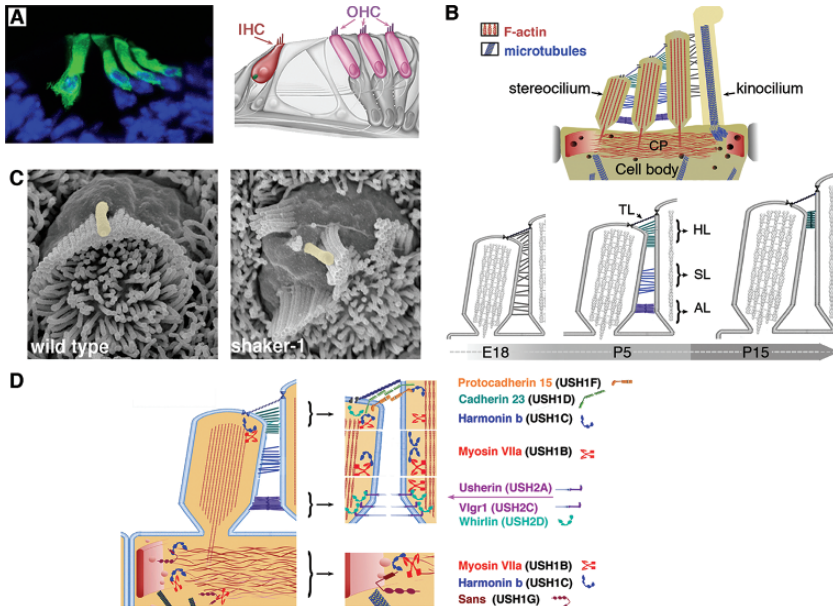 A
IHC
OHC
B
F-actin
microtubules
stereocilium
kinocilium
CP
Cell body
C
wild type
shaker-1
TL
HL
SL
AL
E18
P5
P15
D
Protocadherin 15 (USH1F)
Cadherin 23 (USH1D)
Harmonin b (USH1C)
Myosin VIIa (USH1B)
Usherin (USH2A)
Vlgr1 (USH2C)
Whirlin (USH2D)
Myosin VIIa (USH1B)
Harmonin b (USH1C)
Sans (USH1G)